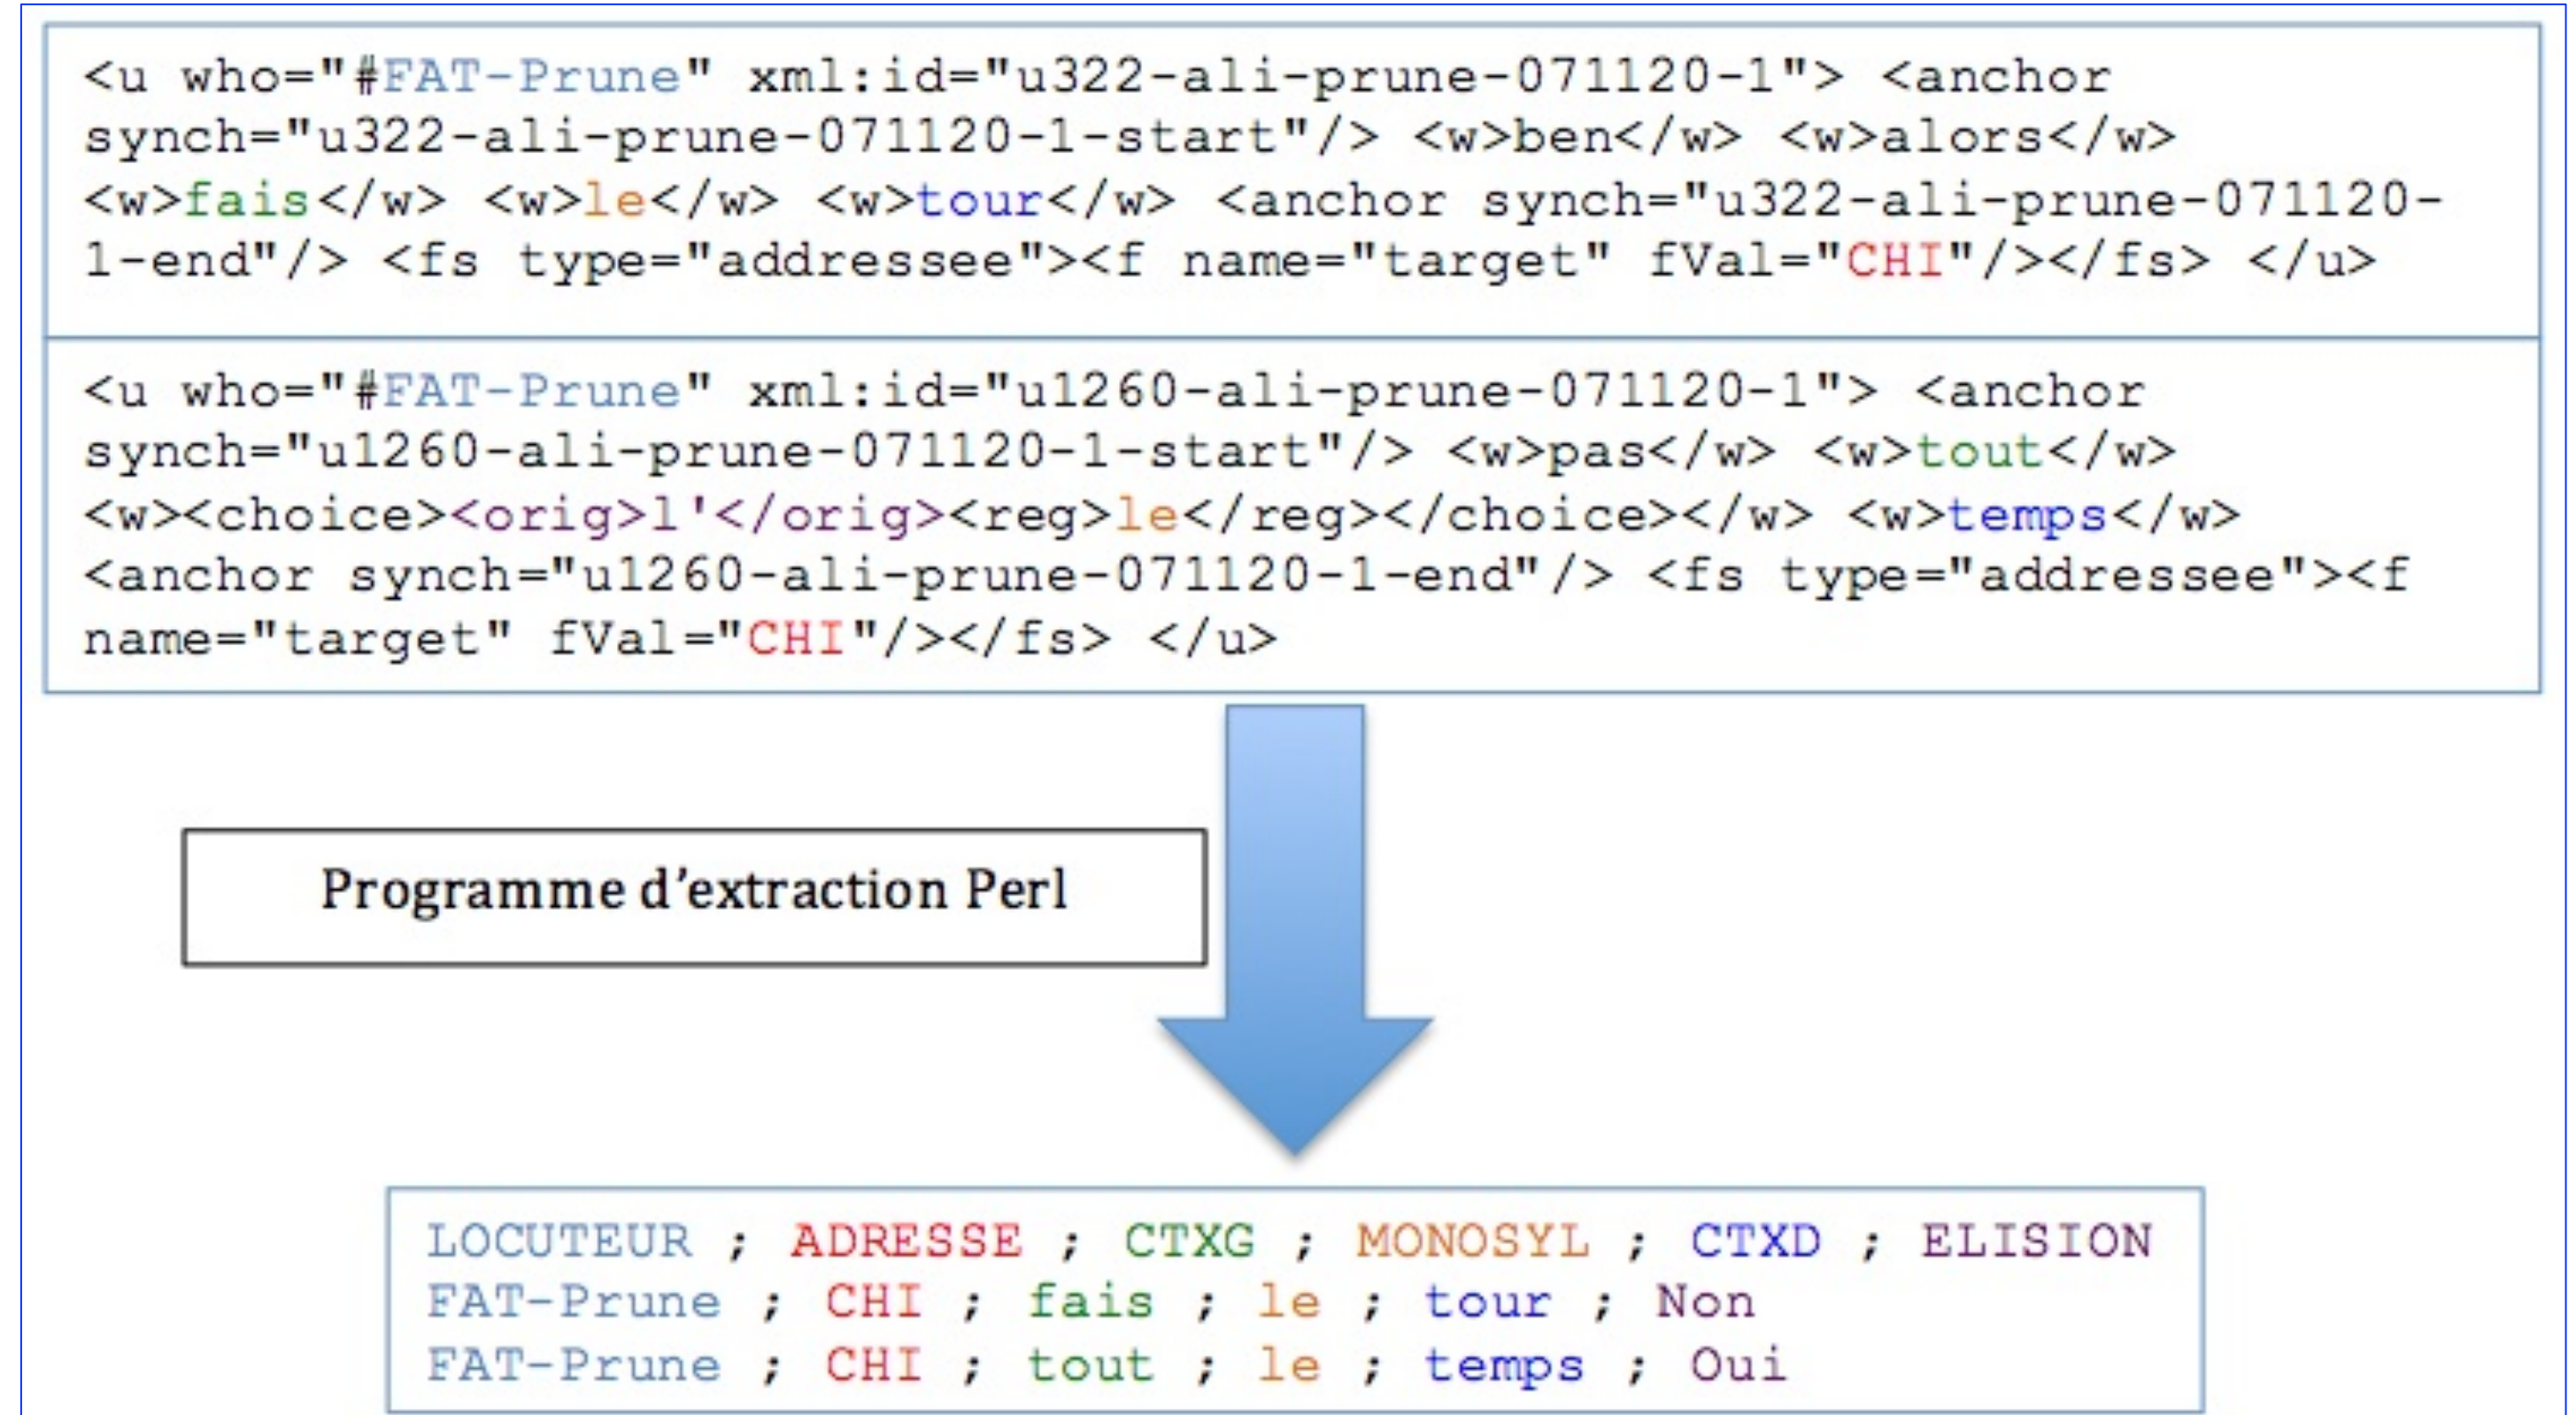 <u who="#FAT-Prune" xml:id="u322-ali-prune-071120-1"> <anchor
synch="u322-ali-prune-071120-1-start"/> <w>ben</w> <w>alors</w>
<w>fais</w> <w>le</w> <w>tour</w> <anchor synch="u322-ali-prune-071120-
1-end"/> <fs type="addressee"><f name="target" fVal="CHI"/></fs> </u>
<u who="#FAT-Prune" xml:id="u1260-ali-prune-071120-1"> <anchor
synch="u1260-ali-prune-071120-1-start"/> <w>pas</w> <w>tout</w>
<w><choice><orig>l'</orig><reg>le</reg></choice></w> <w>temps</w>
<anchor synch="u1260-ali-prune-071120-1-end"/> <fs type="addressee"><f
name="target" fVal="CHI"/></fs> </u>
Programme d’extraction Perl
LOCUTEUR ; ADRESSE ; CTXG ; MONOSYL ; CTXD ; ELISION
FAT-Prune ; CHI ; fais ; le ; tour ; Non
FAT-Prune ; CHI ; tout ; le ; temps ; Oui